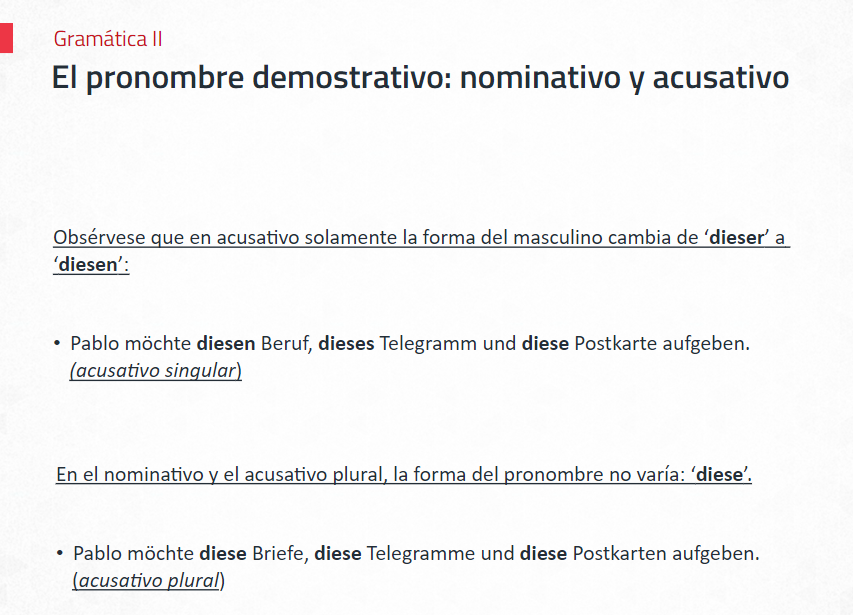 Gramática II
El pronombre demostrativo: nominativo y acusativo
Obsérvese que en acusativo solamente la forma del masculino cambia de ‘dieser’ a
‘diesen’:
• Pablo möchte diesen Beruf, dieses Telegramm und diese Postkarte aufgeben.
(acusativo singular)
En el nominativo y el acusativo plural, la forma del pronombre no varía: ‘diese’.
• Pablo möchte diese Briefe, diese Telegramme und diese Postkarten aufgeben.
(acusativo plural)